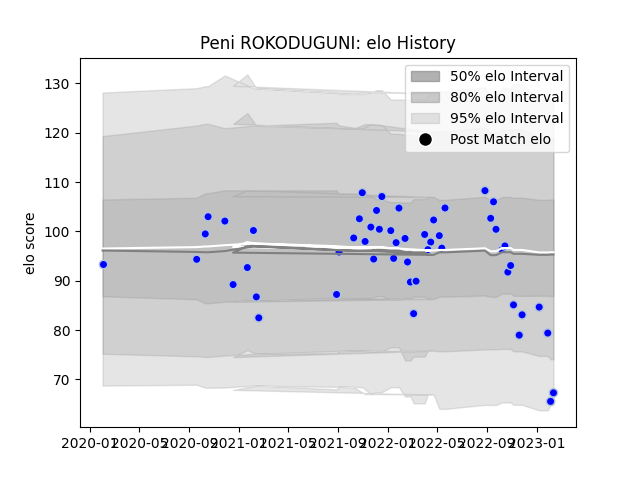 Peni ROKODUGUNI: elo History
50% elo Interval
80% elo Interval
95% elo Interval
Post Match elo
elo score
130
120
110
100
90
80
70
2020-01 2020-05 2020-09 2021-01 2021-05 2021-09 2022-01 2022-05 2022-09 2023-01